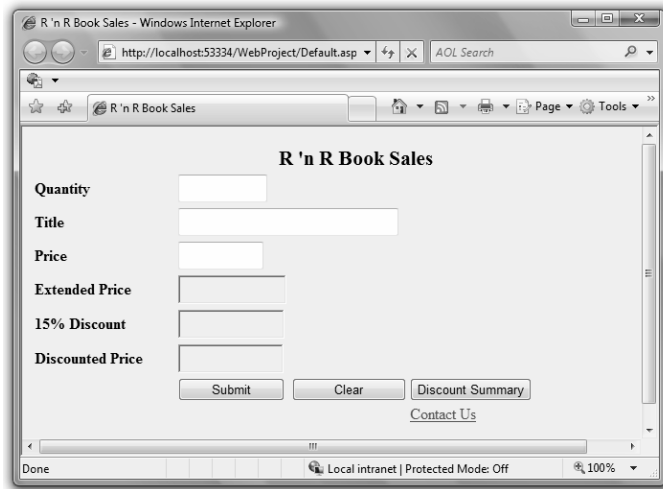 R 'n R Book Sales - Windows Internet Explorer
http://localhost:53334/WebProject/Default.asp
AOL Search
R 'n R Book Sales
Page
Tools
»
R 'n R Book Sales
Quantity
Title
Price
Extended Price
15% Discount
Discounted Price
Submit Clear Discount Summary
Contact Us
Done
Local intranet | Protected Mode: Off
100%